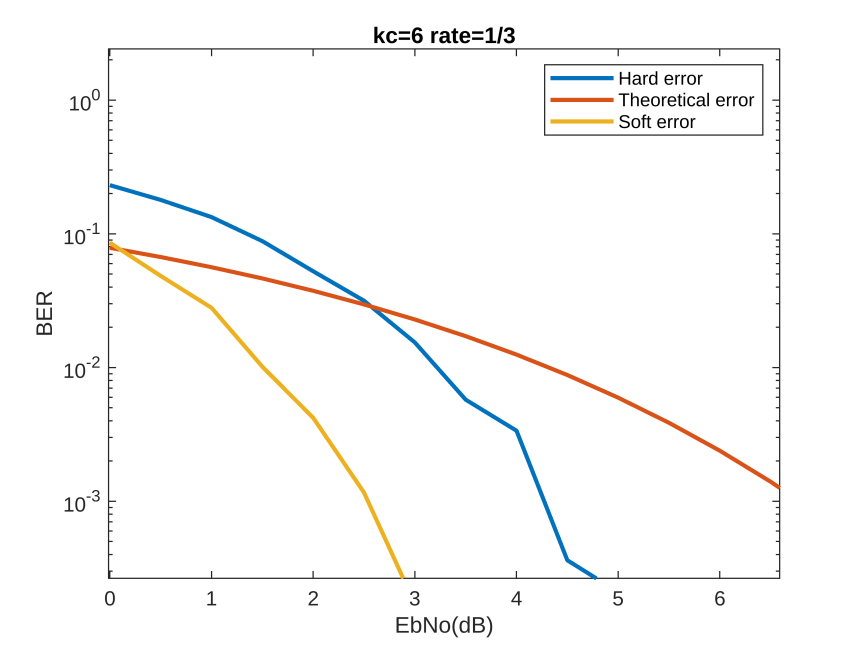 kc=6 rate=1/3
Hard error
Theoretical error
Soft error
10^0
10^-1
10^-2
10^-3
BER
0 1 2 3 4 5 6
EbNo(dB)